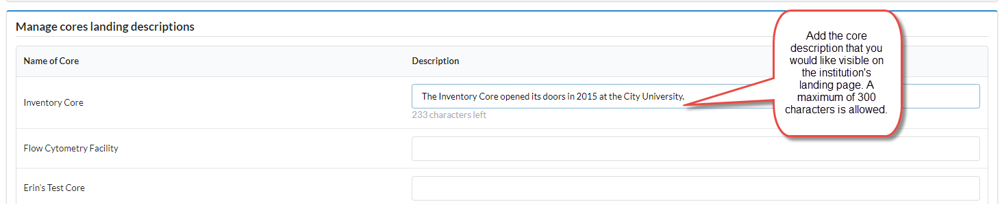 Manage cores landing descriptions
Name of Core
Description
Inventory Core
The Inventory Core opened its doors in 2015 at the City University.
233 characters left
Flow Cytometry Facility
Erin's Test Core
Add the core
description that you
would like visible on
the institution's
landing page. A
maximum of 300
characters is allowed.